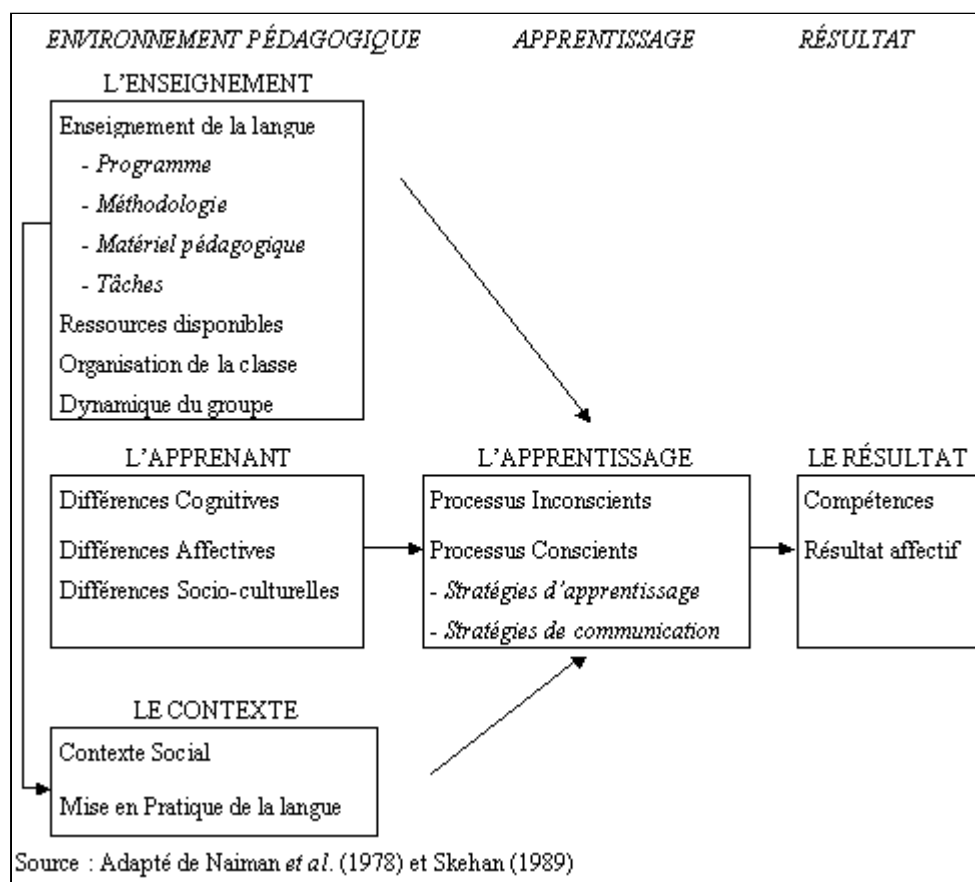 ENVIRONNEMENT PÉDAGOGIQUE APPRENTISSAGE RÉSULTAT
L'ENSEIGNEMENT
Enseignement de la langue
- Programme
- Méthodologie
- Matériel pédagogique
- Tâches
Ressources disponibles
Organisation de la classe
Dynamique du groupe
L'APPRENANT
Différences Cognitives
Différences Affectives
Différences Socio-culturelles
L'APPRENTISSAGE
Processus Inconscients
Processus Conscients
- Stratégies d'apprentissage
- Stratégies de communication
LE RÉSULTAT
Compétences
Résultat affectif
LE CONTEXTE
Contexte Social
Mise en Pratique de la langue
Source : Adapté de Naiman et al. (1978) et Skehan (1989)